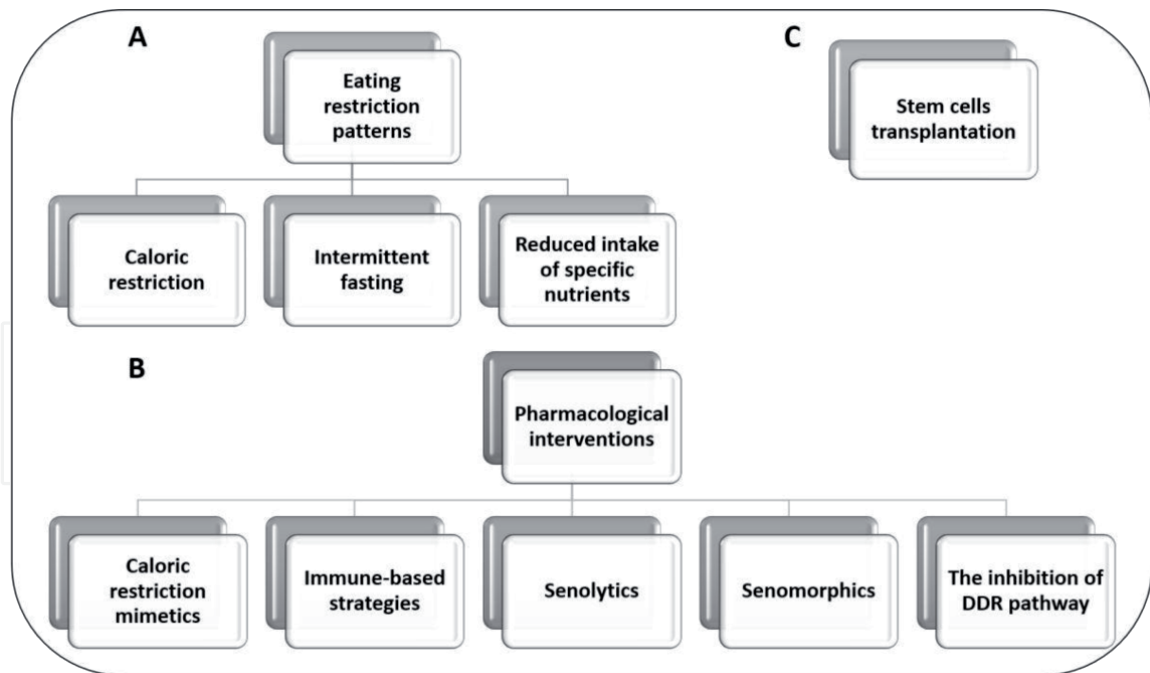 A
Eating
restriction
patterns
C
Stem cells
transplantation
Caloric
restriction
Intermittent
fasting
Reduced intake
of specific
nutrients
B
Pharmacological
interventions
Caloric
restriction
mimetics
Immune-based
strategies
Senolytics
Senomorphics
The inhibition of
DDR pathway